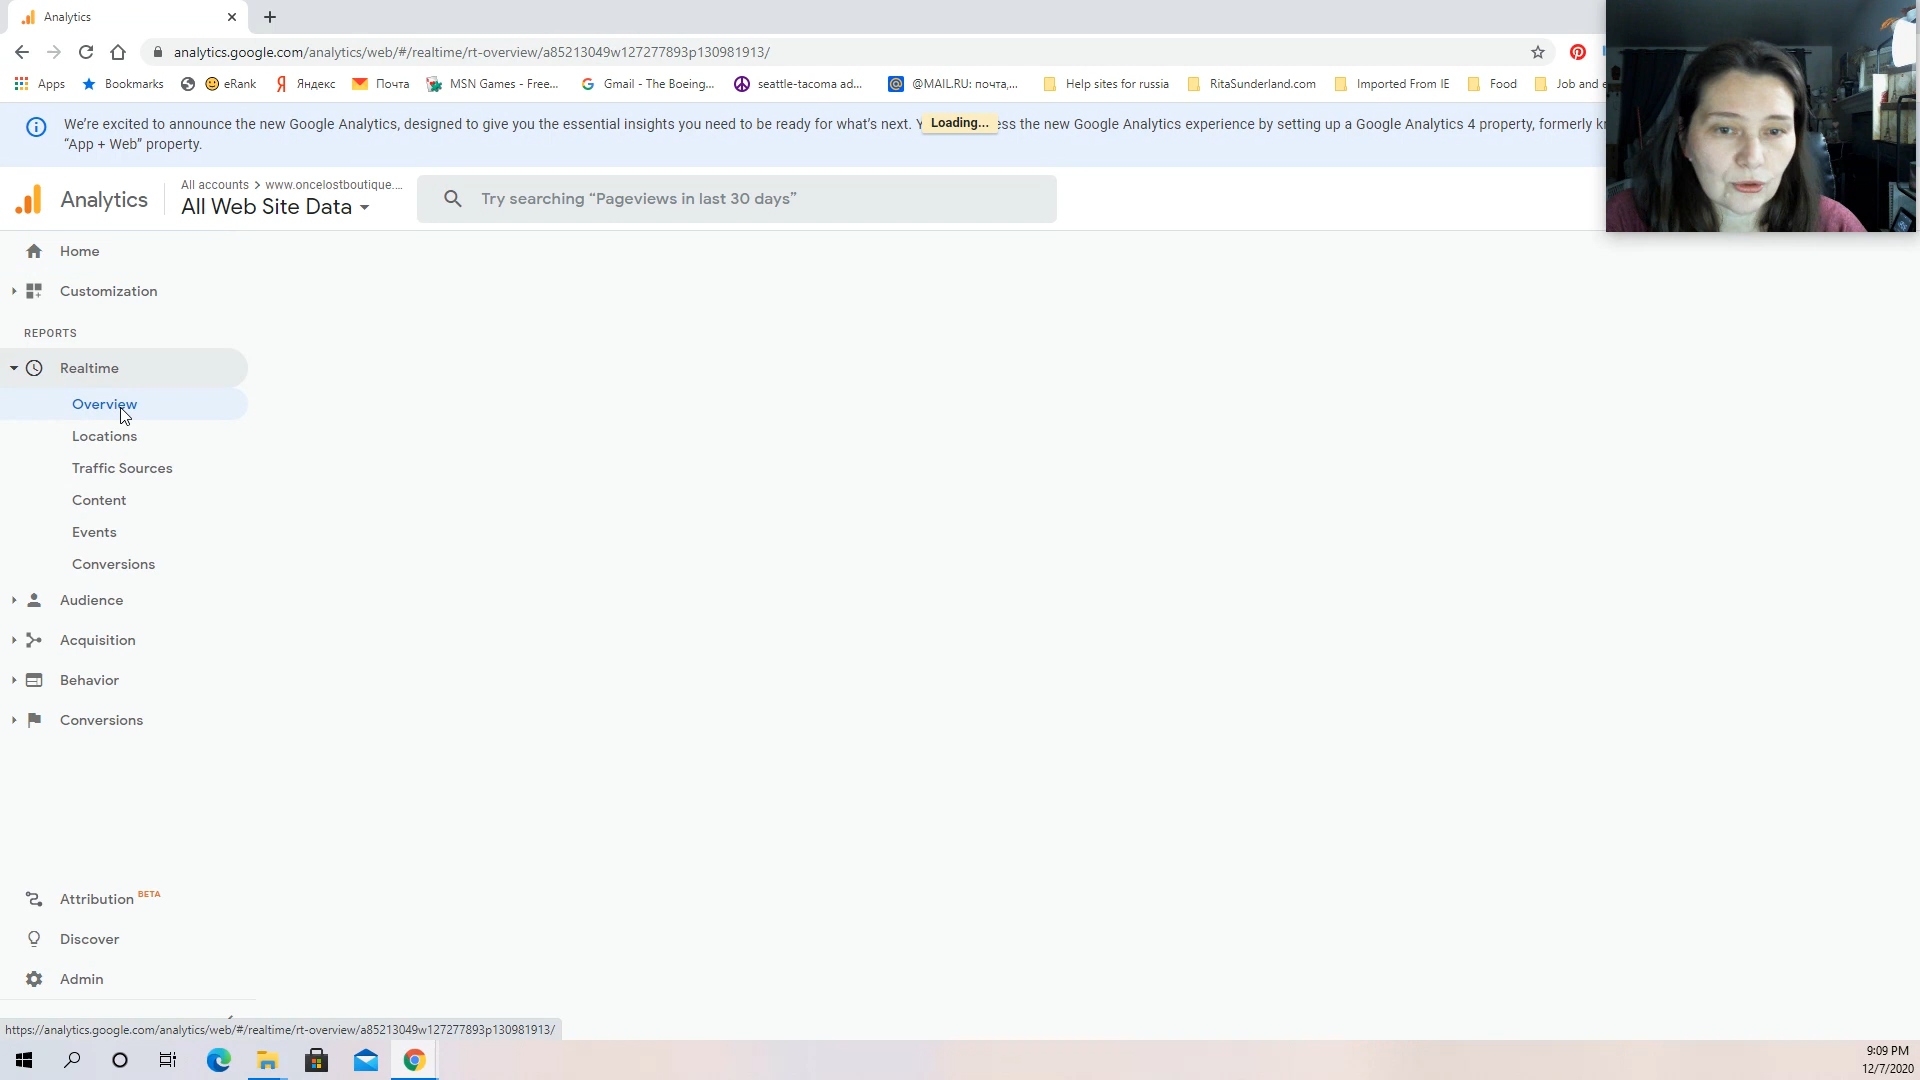 Analytics
analytics.google.com/analytics/web/#/realtime/rt-overview/a85213049w127277893p130981913/
Apps
Bookmarks
eRank
Яндекс
Почта
MSN Games - Free...
Gmail - The Boeing...
seattle-tacoma ad...
@MAIL.RU: почта,...
Help sites for russia
RitaSunderland.com
Imported From IE
Food
Job and e
We're excited to announce the new Google Analytics, designed to give you the essential insights you need to be ready for what's next. Y Loading... ess the new Google Analytics experience by setting up a Google Analytics 4 property, formerly kn
“App + Web” property.
Analytics
All accounts > www.oncelostboutique....
All Web Site Data
Try searching “Pageviews in last 30 days”
Home
Customization
REPORTS
Realtime
Overview
Locations
Traffic Sources
Content
Events
Conversions
Audience
Acquisition
Behavior
Conversions
Attribution BETA
Discover
Admin
https://analytics.google.com/analytics/web/#/realtime/rt-overview/a85213049w127277893p130981913/
9:09 PM
12/7/2020